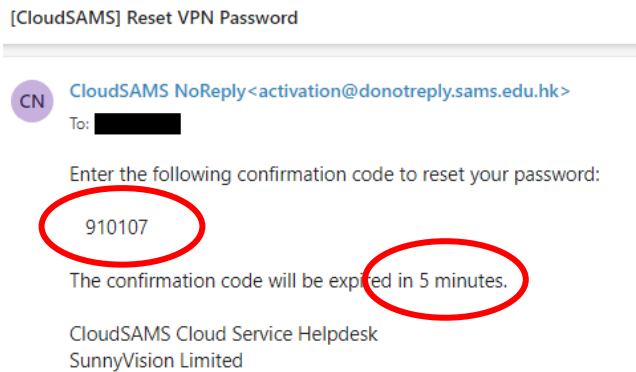 [CloudSAMS] Reset VPN Password
CN
CloudSAMS NoReply<activation@donotreply.sams.edu.hk>
To:
Enter the following confirmation code to reset your password:
910107
The confirmation code will be expired in 5 minutes.
CloudSAMS Cloud Service Helpdesk
SunnyVision Limited